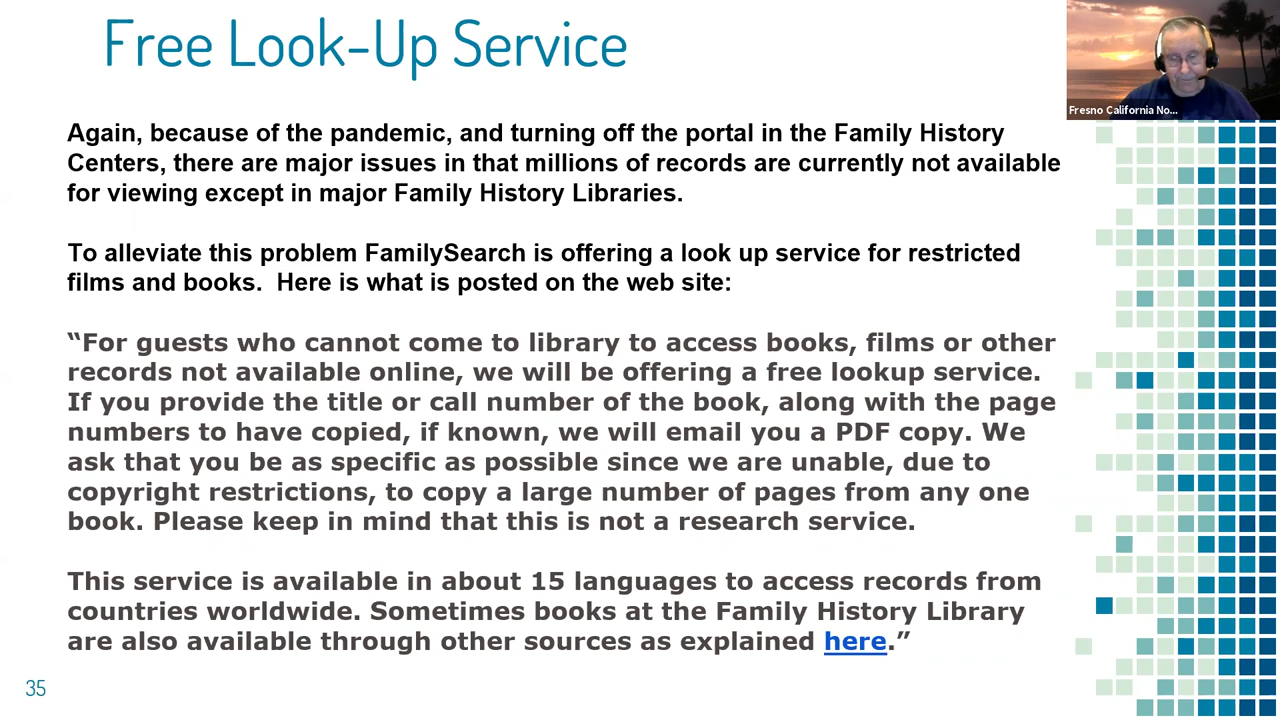 Free Look-Up Service
Fresno California No...
Again, because of the pandemic, and turning off the portal in the Family History
Centers, there are major issues in that millions of records are currently not available
for viewing except in major Family History Libraries.
To alleviate this problem FamilySearch is offering a look up service for restricted
films and books.  Here is what is posted on the web site:
“For guests who cannot come to library to access books, films or other
records not available online, we will be offering a free lookup service.
If you provide the title or call number of the book, along with the page
numbers to have copied, if known, we will email you a PDF copy. We
ask that you be as specific as possible since we are unable, due to
copyright restrictions, to copy a large number of pages from any one
book. Please keep in mind that this is not a research service.
This service is available in about 15 languages to access records from
countries worldwide. Sometimes books at the Family History Library
are also available through other sources as explained here.”
35